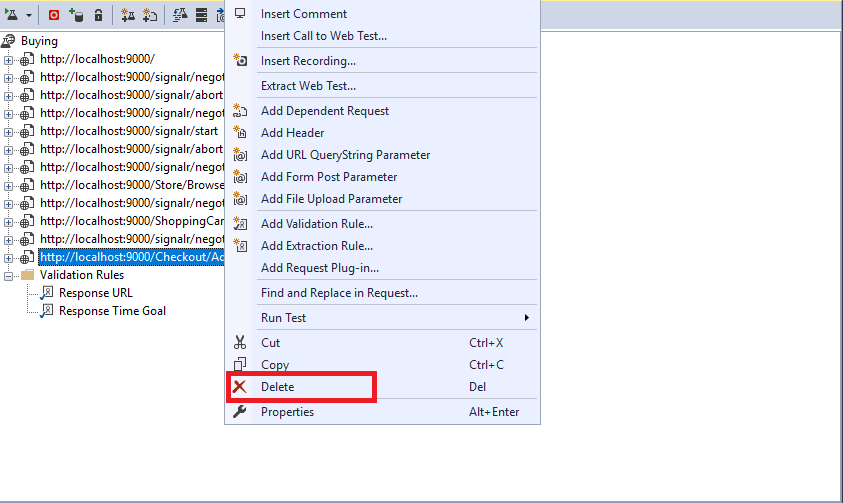 Buying
http://localhost:9000/
http://localhost:9000/signalr/negot
http://localhost:9000/signalr/abort
http://localhost:9000/signalr/negot
http://localhost:9000/signalr/start
http://localhost:9000/signalr/abort
http://localhost:9000/signalr/negot
http://localhost:9000/Store/Browse
http://localhost:9000/signalr/negot
http://localhost:9000/ShoppingCar
http://localhost:9000/signalr/negot
http://localhost:9000/Checkout/Ad
Validation Rules
Response URL
Response Time Goal
Insert Comment
Insert Call to Web Test...
Insert Recording...
Extract Web Test...
Add Dependent Request
Add Header
Add URL QueryString Parameter
Add Form Post Parameter
Add File Upload Parameter
Add Validation Rule...
Add Extraction Rule...
Add Request Plug-in...
Find and Replace in Request...
Run Test
Cut Ctrl+X
Copy Ctrl+C
Delete Del
Properties Alt+Enter